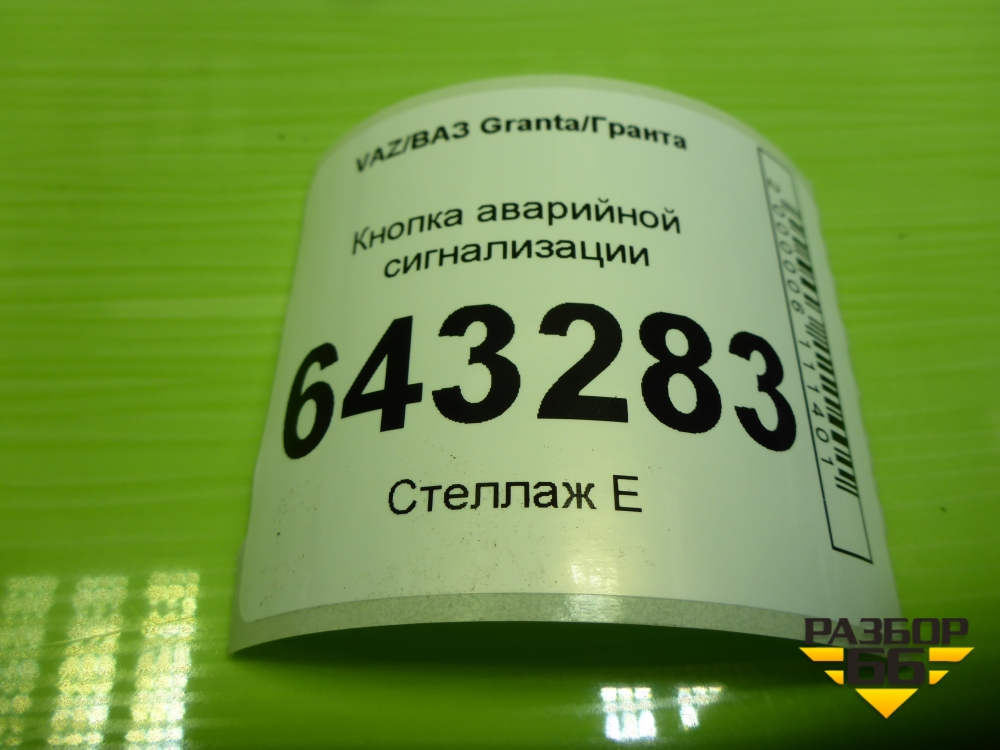 VAZ/ВАЗ Granta/Гранта
Кнопка аварийной
сигнализации
643283
Стеллаж Е
2000006111401
РАЗБОР
66